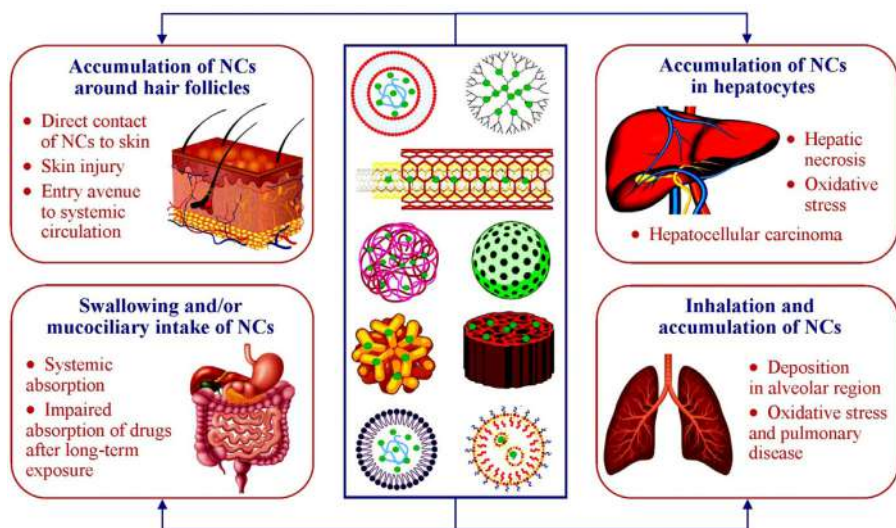 Accumulation of NCs
around hair follicles
● Direct contact
of NCs to skin
● Skin injury
● Entry avenue
to systemic
circulation
Accumulation of NCs
in hepatocytes
● Hepatic
necrosis
● Oxidative
stress
● Hepatocellular carcinoma
Swallowing and/or
mucociliary intake of NCs
● Systemic
absorption
● Impaired
absorption of drugs
after long-term
exposure
Inhalation and
accumulation of NCs
● Deposition
in alveolar region
● Oxidative stress
and pulmonary
disease